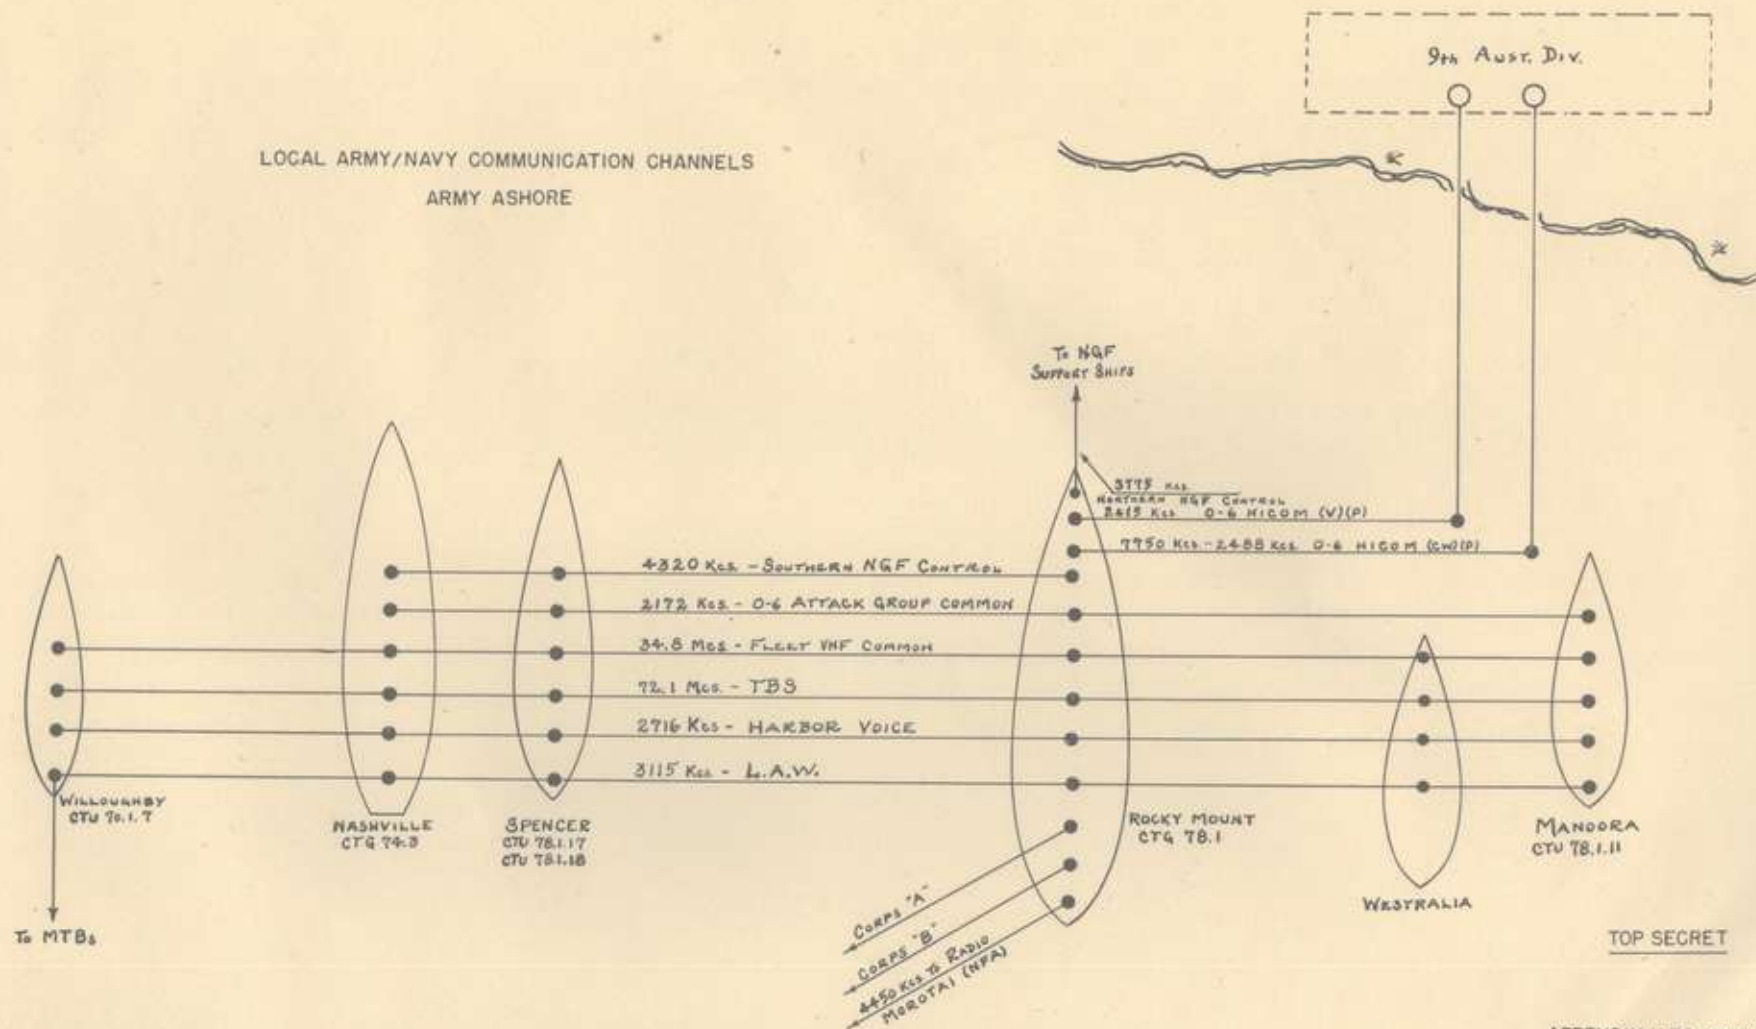 9th Aust. Div.
LOCAL ARMY/NAVY COMMUNICATION CHANNELS
ARMY ASHORE
To NGF
Support Ships
3775 Kcs.
Northern NGF Control
2415 Kcs O-6 HICOM (V)(P)
7750 Kcs.-2488 Kcs. O-6 HICOM (CW)(P)
4320 Kcs. - Southern NGF Control
2172 Kcs. - O-6 Attack Group Common
34.8 Mcs - Fleet VHF Common
72.1 Mcs. - TBS
2716 Kcs - Harbor Voice
3115 Kcs - L.A.W.
Willoughby
CTU 70.1.7
Nashville
CTG 74.3
Spencer
CTU 78.1.17
CTU 78.1.18
Rocky Mount
CTG 78.1
Manoora
CTU 78.1.11
Westralia
To MTBs
Corps "A"
Corps "B"
4450 Kcs to Radio
Morotai (NPA)
TOP SECRET